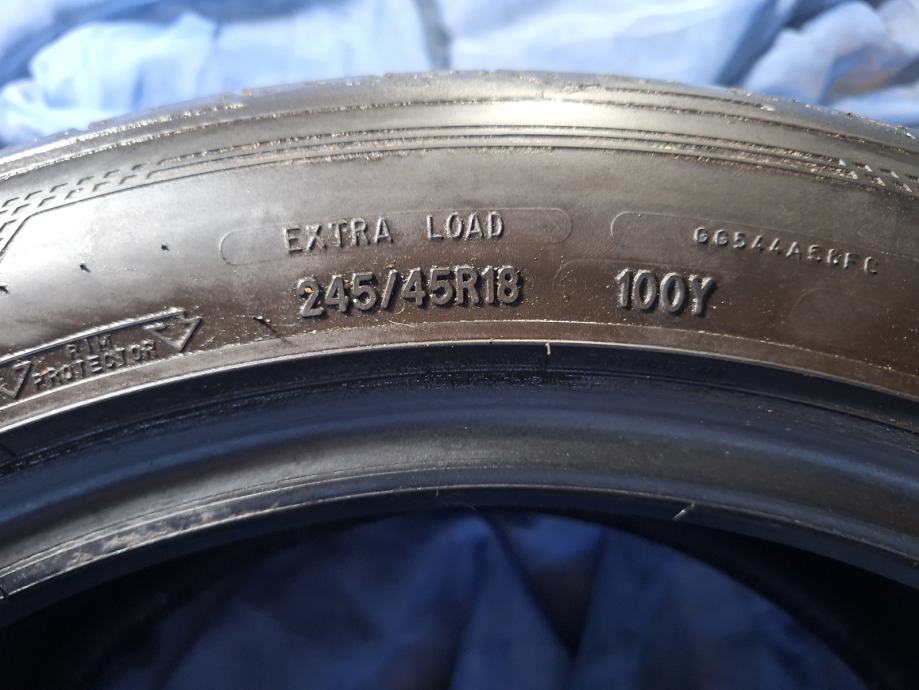 EXTRA LOAD
245/45R18 100Y
RIM
PROTECTOR